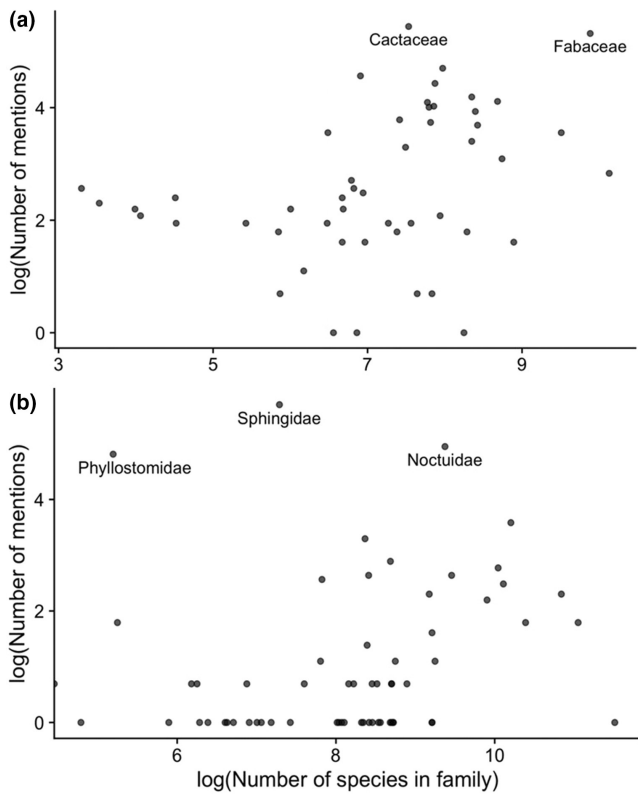 (a)
Cactaceae
Fabaceae
log(Number of mentions)
4
2
0
3 5 7 9
(b)
Sphingidae
Phyllostomidae
Noctuidae
log(Number of mentions)
4
2
0
6 8 10
log(Number of species in family)